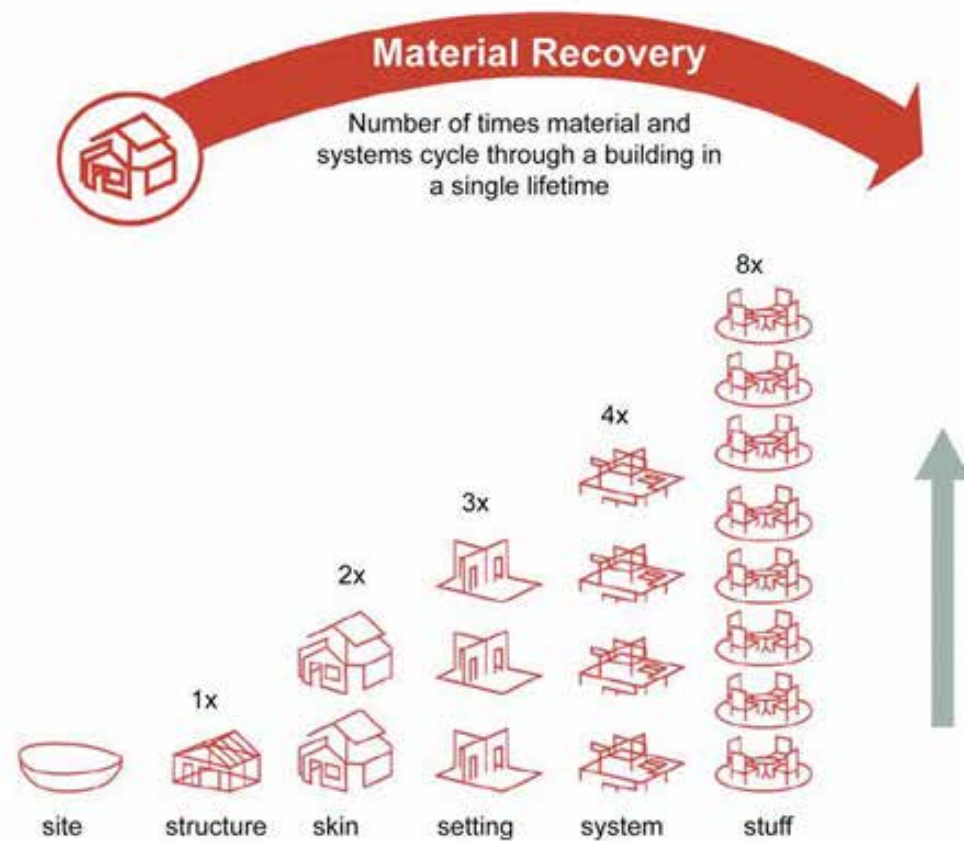 Material Recovery
Number of times material and
systems cycle through a building in
a single lifetime
8x
4x
3x
2x
1x
site structure skin setting system stuff